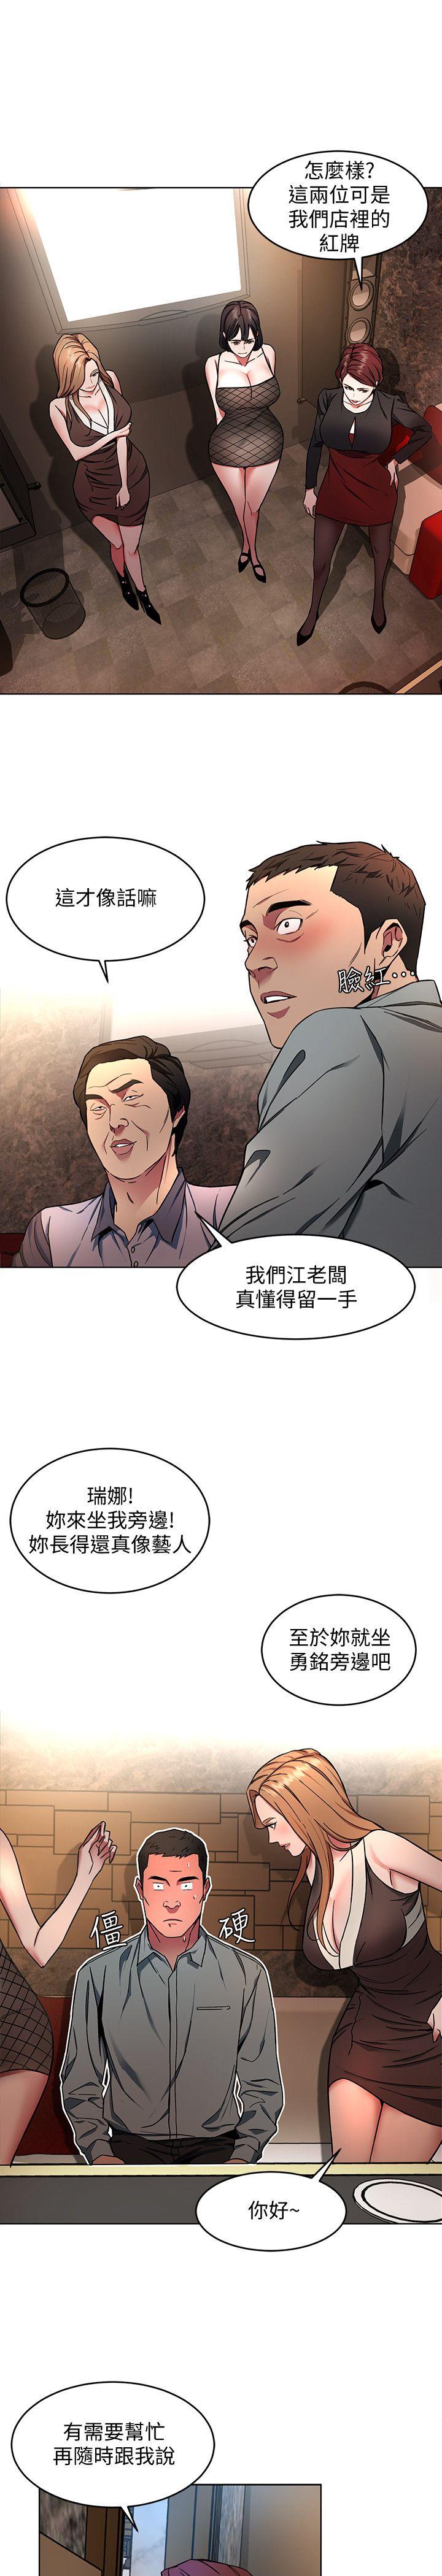 怎麼樣?
這兩位可是
我們店裡的
紅牌
這才像話嘛
臉紅...
我們江老闆
真懂得留一手
瑞娜!
妳來坐我旁邊!
妳長得還真像藝人
至於妳就坐
勇銘旁邊吧
僵硬
你好~
有需要幫忙
再隨時跟我說